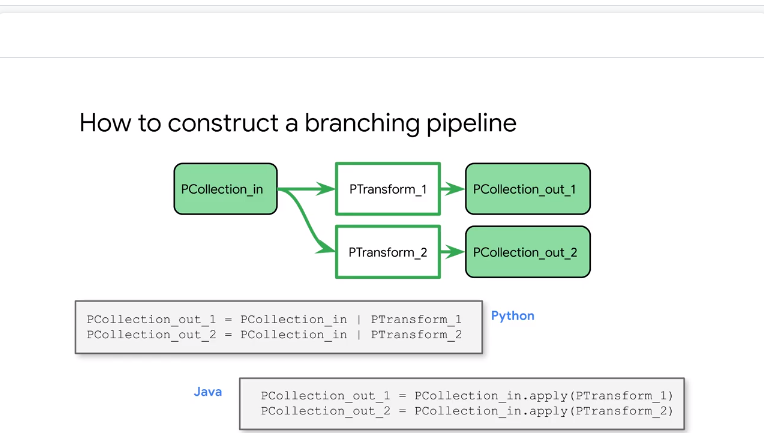 How to construct a branching pipeline
PCollection_in
PTransform_1
PCollection_out_1
PTransform_2
PCollection_out_2
PCollection_out_1 = PCollection_in | PTransform_1
PCollection_out_2 = PCollection_in | PTransform_2
Python
Java
PCollection_out_1 = PCollection_in.apply(PTransform_1)
PCollection_out_2 = PCollection_in.apply(PTransform_2)